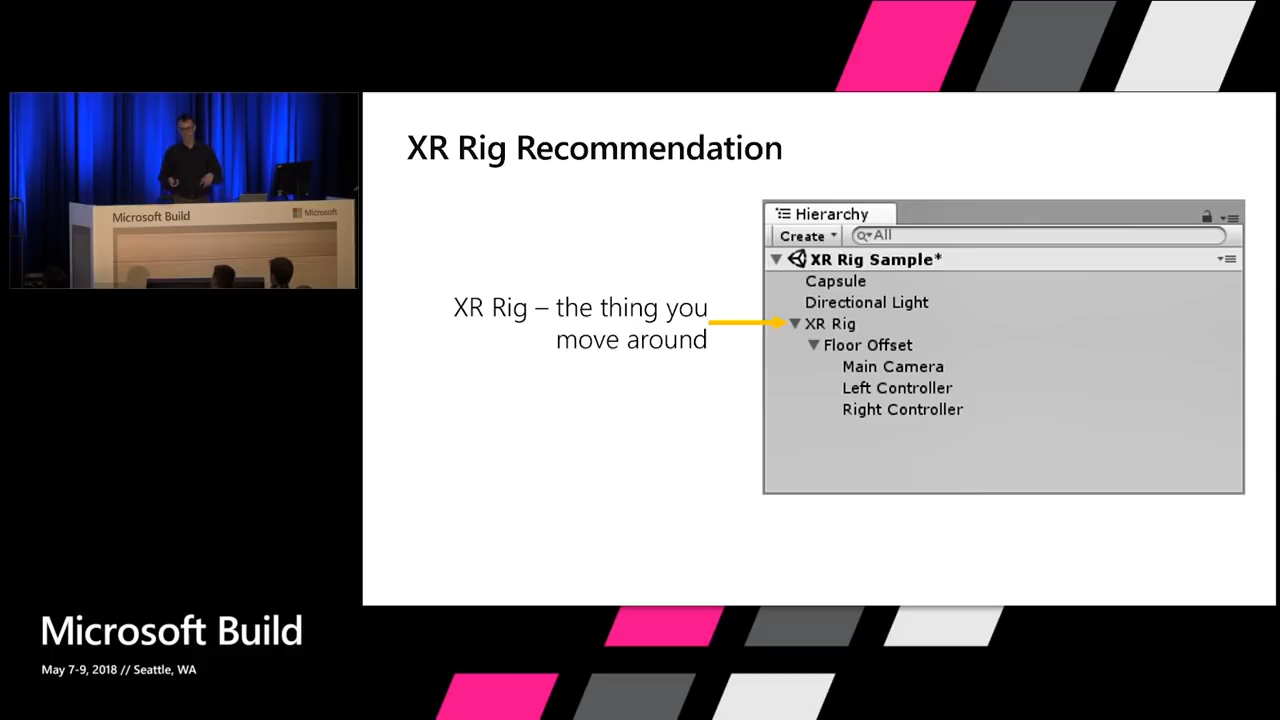 XR Rig Recommendation
Microsoft Build
Microsoft
XR Rig – the thing you
move around
Hierarchy
Create
All
XR Rig Sample*
Capsule
Directional Light
XR Rig
Floor Offset
Main Camera
Left Controller
Right Controller
Microsoft Build
May 7-9, 2018 // Seattle, WA